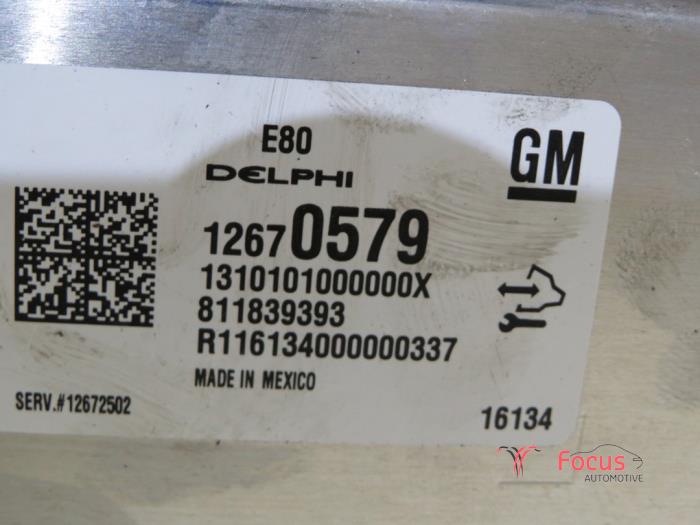 E80
DELPHI
GM
12670579
1310101000000X
811839393
R116134000000337
MADE IN MEXICO
SERV.#12672502
16134
Focus
AUTOMOTIVE